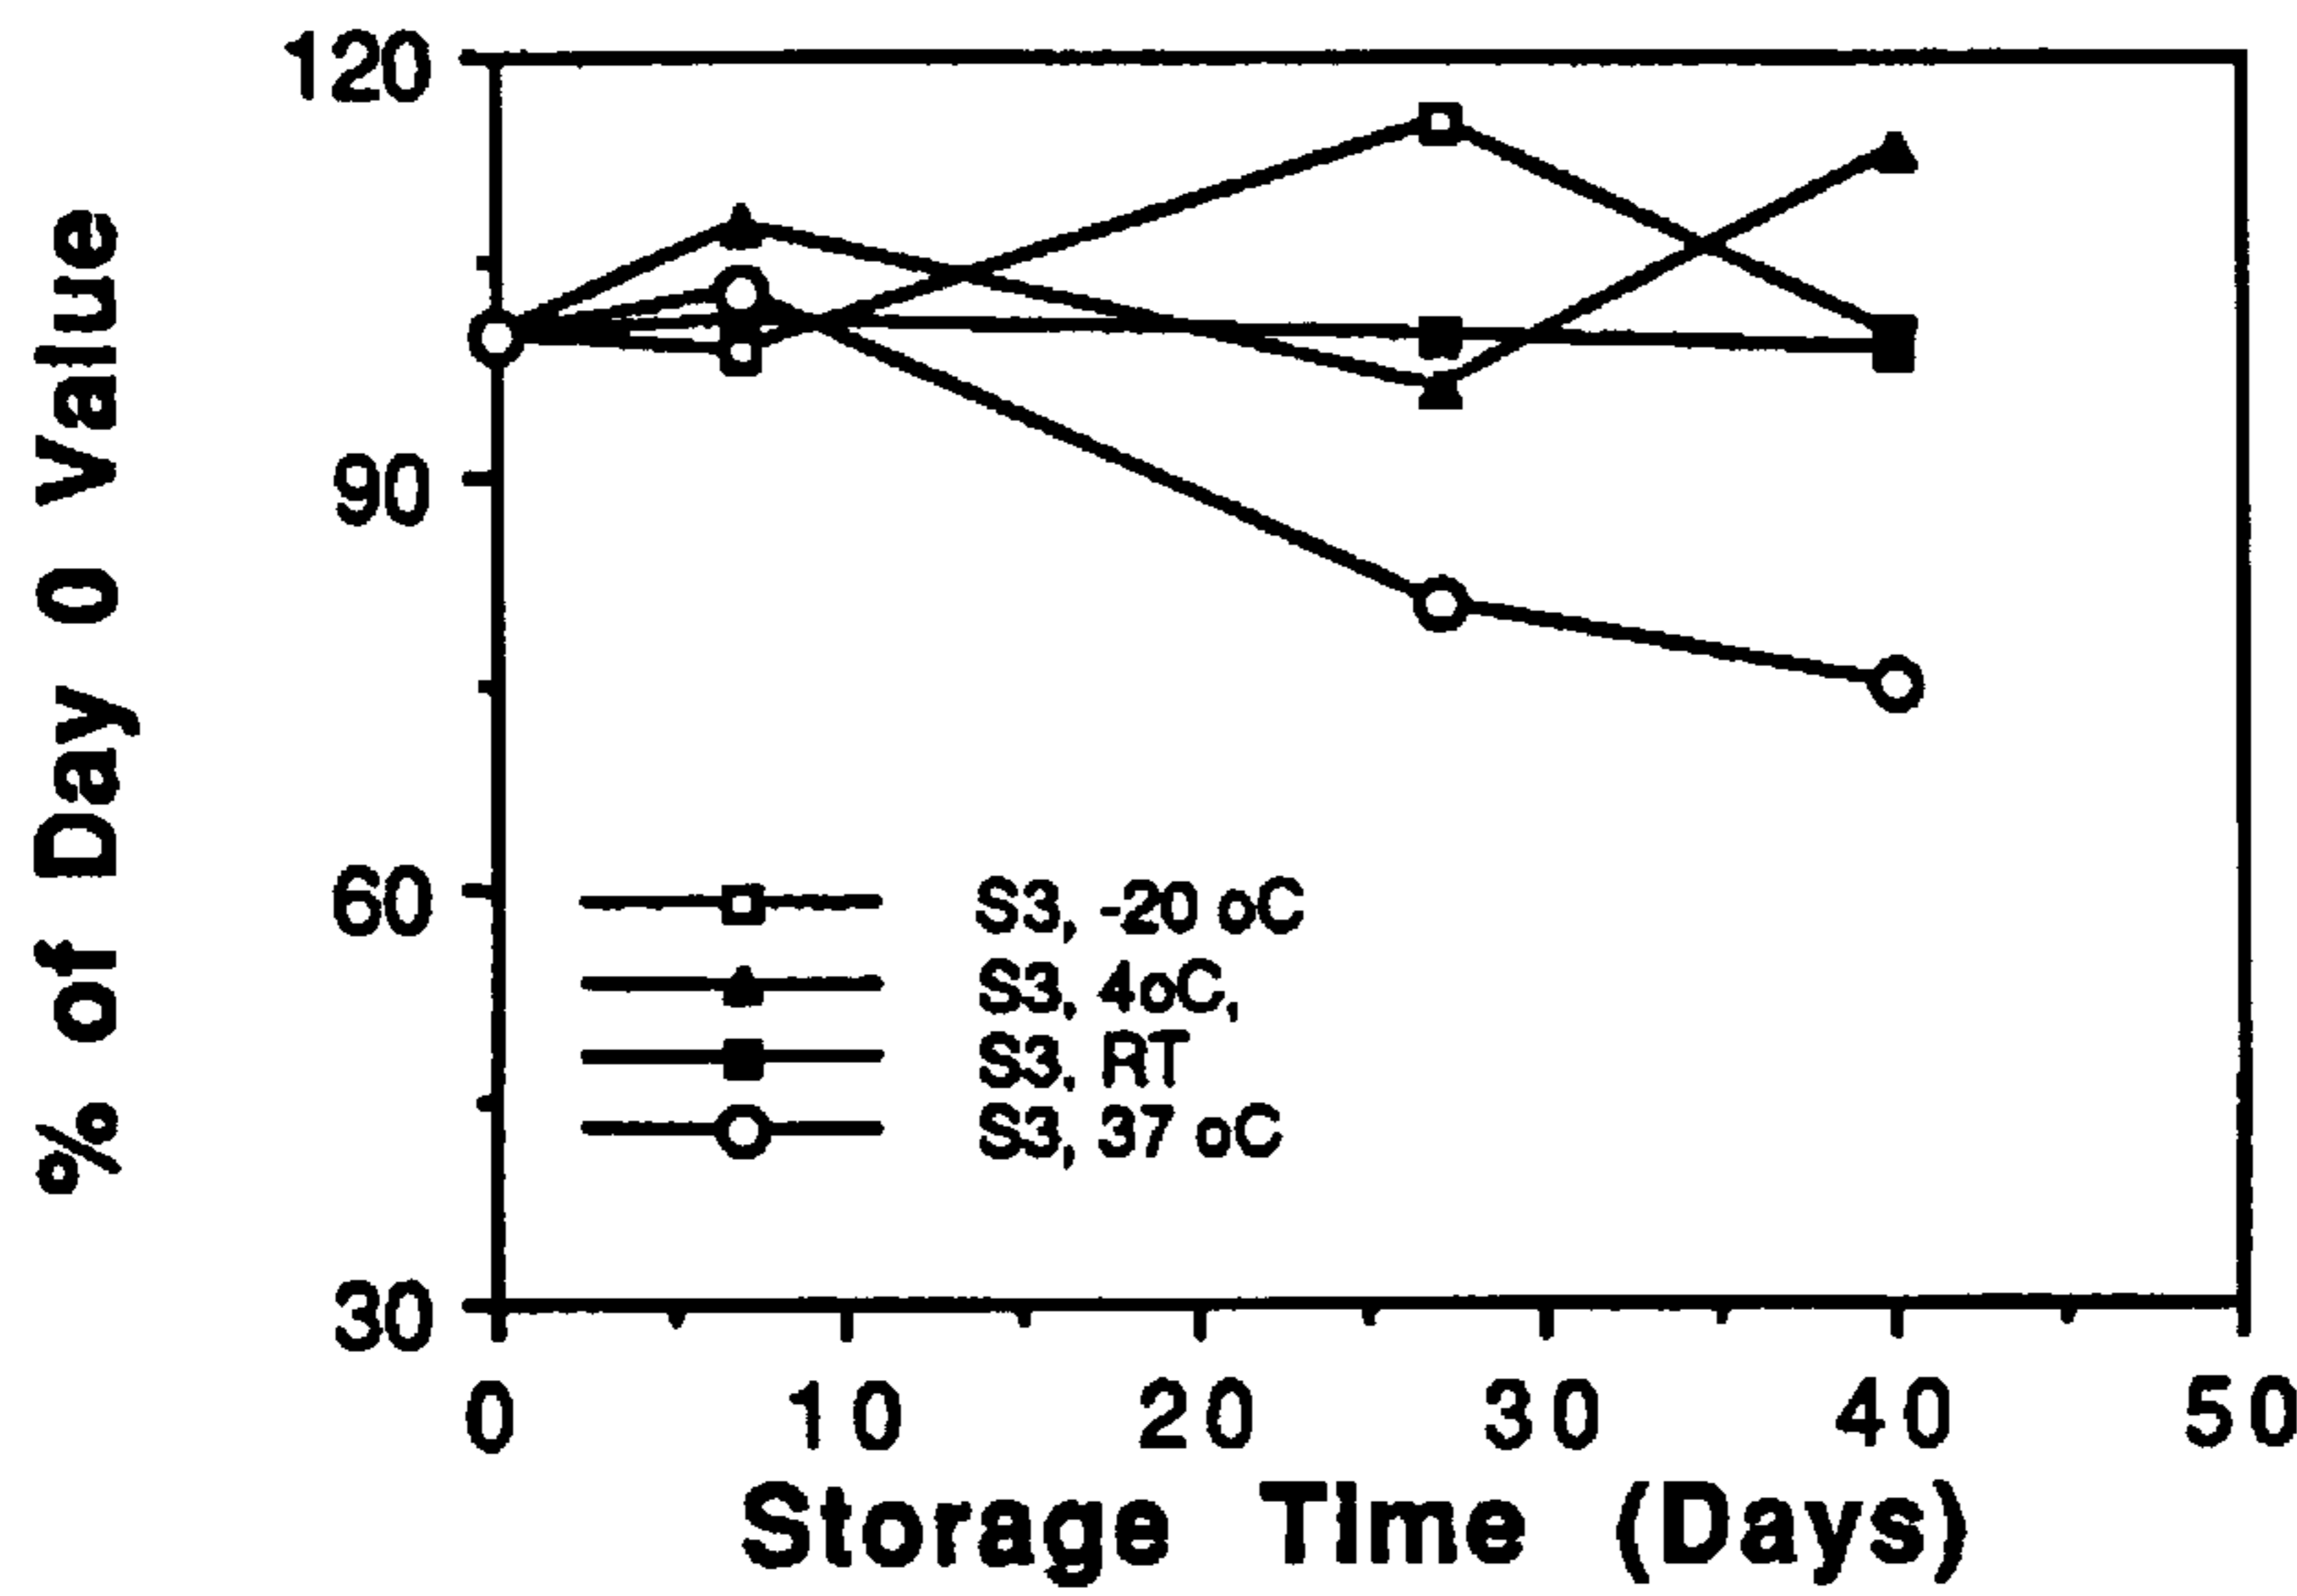 120
90
60
30
% of Day 0 Value
S3, -20 oC
S3, 4oC,
S3, RT
S3, 37 oC
0 10 20 30 40 50
Storage Time (Days)